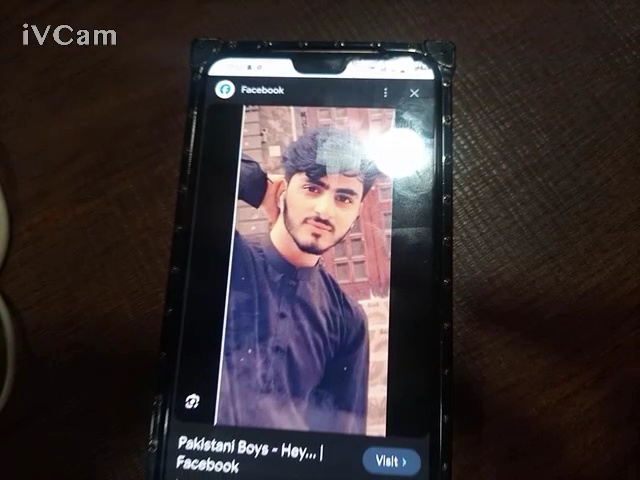 iVCam
Facebook
Pakistani Boys - Hey... |
Facebook
Visit ›